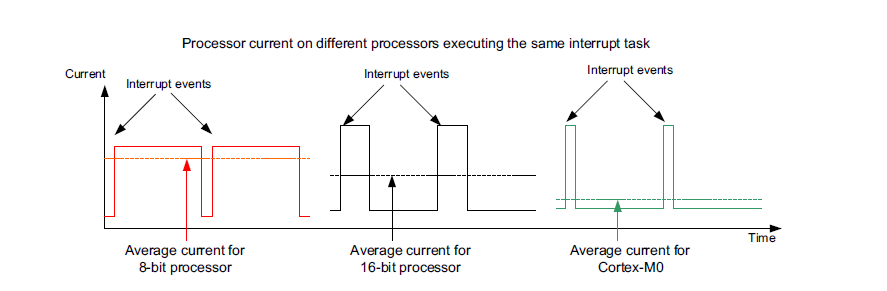 Processor current on different processors executing the same interrupt task
Current
Interrupt events
Interrupt events
Interrupt events
Time
Average current for
8-bit processor
Average current for
16-bit processor
Average current for
Cortex-M0